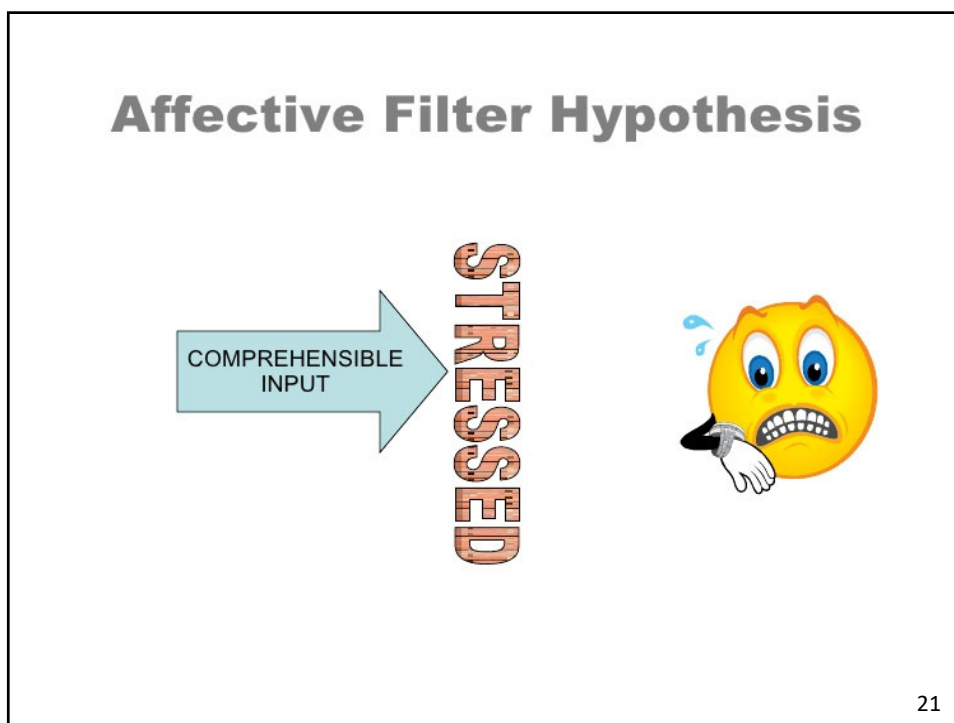 Affective Filter Hypothesis
COMPREHENSIBLE
INPUT
STRESSED
21